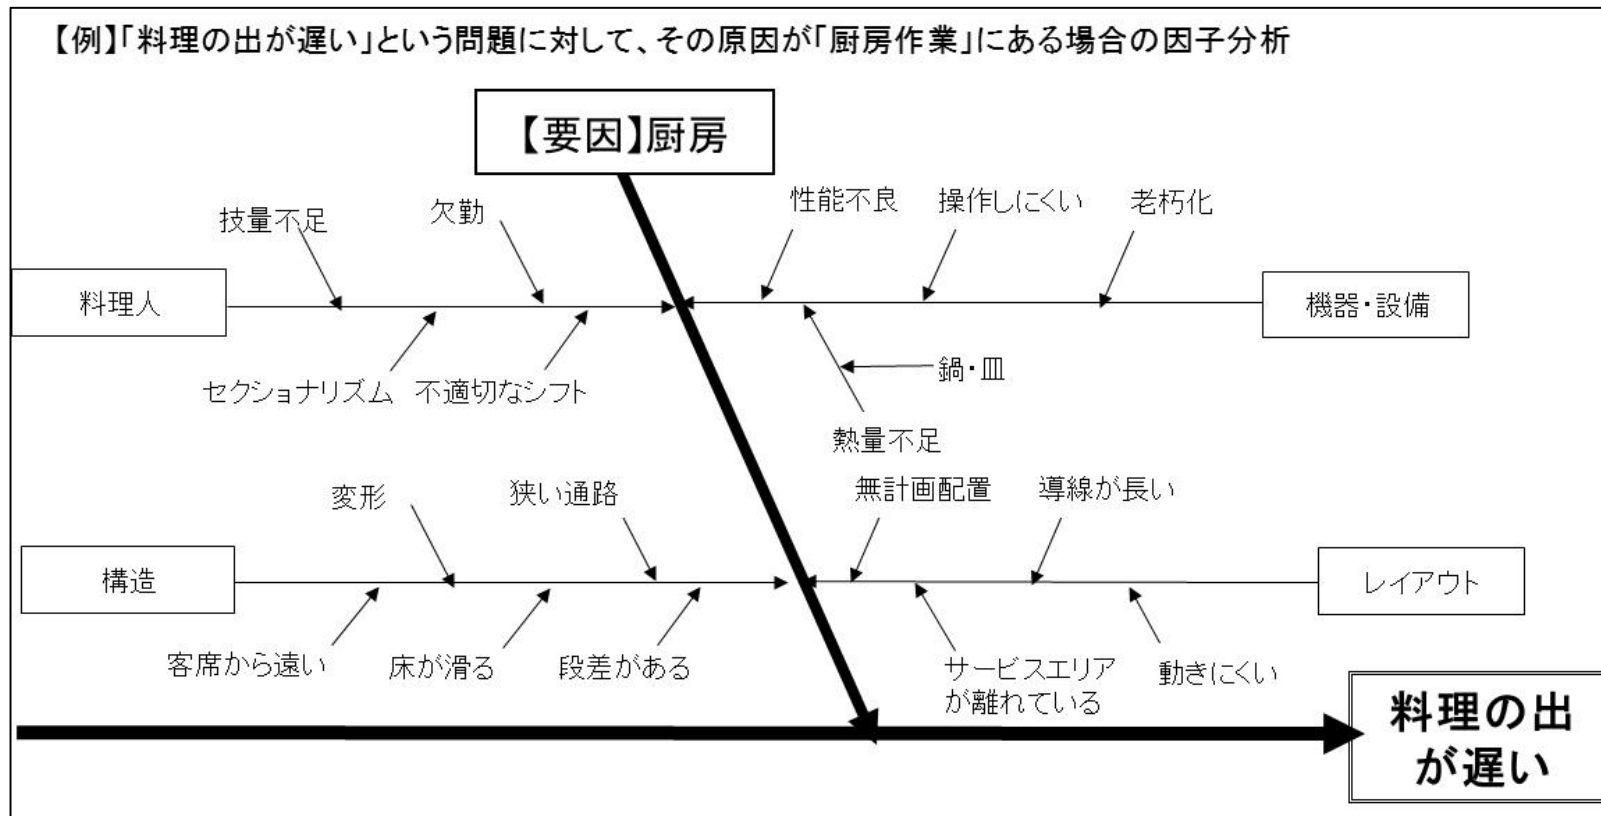 【例】「料理の出が遅い」という問題に対して、その原因が「厨房作業」にある場合の因子分析
【要因】厨房
技量不足
欠勤
性能不良
操作しにくい
老朽化
料理人
機器・設備
セクショナリズム
不適切なシフト
鍋・皿
熱量不足
変形
狭い通路
無計画配置
導線が長い
構造
レイアウト
客席から遠い
床が滑る
段差がある
サービスエリア
が離れている
動きにくい
料理の出
が遅い